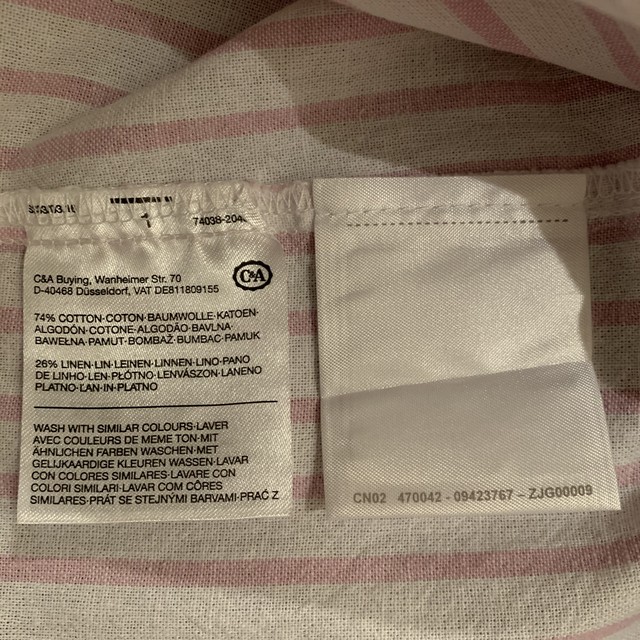 1
74038-204
C&A Buying, Wanheimer Str. 70
D-40468 Düsseldorf, VAT DE811809155
C&A
74% COTTON·COTON·BAUMWOLLE·KATOEN·
ALGODÓN·COTONE·ALGODÃO·BAVLNA·
BAWEŁNA·PAMUT·BOMBAŽ·BUMBAC·PAMUK
26% LINEN·LIN·LEINEN·LINNEN·LINO·PANO
DE LINHO·LEN·PŁÓTNO·LENVÁSZON·LANENO
PLATNO·ĽAN·IN·PLATNO
WASH WITH SIMILAR COLOURS·LAVER
AVEC COULEURS DE MEME TON·MIT
ÄHNLICHEN FARBEN WASCHEN·MET
GELIJKAARDIGE KLEUREN WASSEN·LAVAR
CON COLORES SIMILARES·LAVARE CON
COLORI SIMILARI·LAVAR COM CÔRES
SIMILARES·PRÁT SE STEJNÝMI BARVAMI·PRAĆ Z
CN02 470042 - 09423767 – ZJG00009